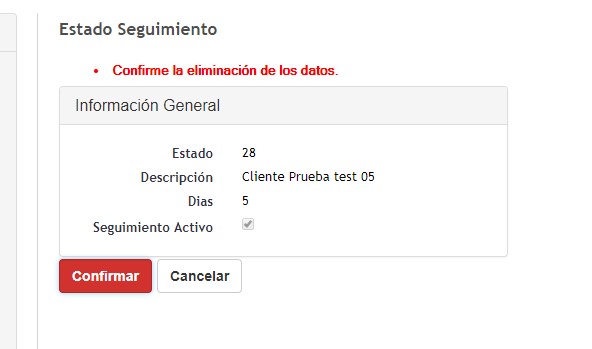 Estado Seguimiento
• Confirme la eliminación de los datos.
Información General
Estado 28
Descripción Cliente Prueba test 05
Dias 5
Seguimiento Activo
Confirmar Cancelar